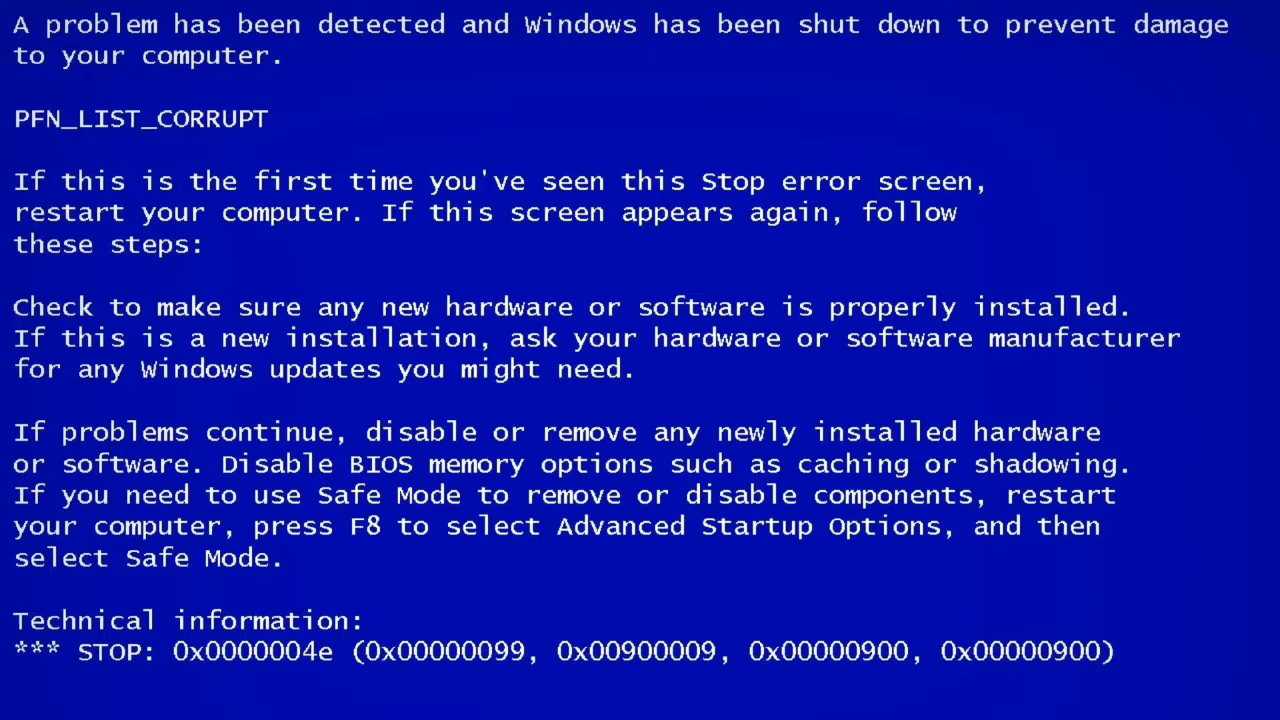 A problem has been detected and Windows has been shut down to prevent damage
to your computer.
PFN_LIST_CORRUPT
If this is the first time you've seen this Stop error screen,
restart your computer. If this screen appears again, follow
these steps:
Check to make sure any new hardware or software is properly installed.
If this is a new installation, ask your hardware or software manufacturer
for any Windows updates you might need.
If problems continue, disable or remove any newly installed hardware
or software. Disable BIOS memory options such as caching or shadowing.
If you need to use Safe Mode to remove or disable components, restart
your computer, press F8 to select Advanced Startup Options, and then
select Safe Mode.
Technical information:
*** STOP: 0x0000004e (0x00000099, 0x00900009, 0x00000900, 0x00000900)